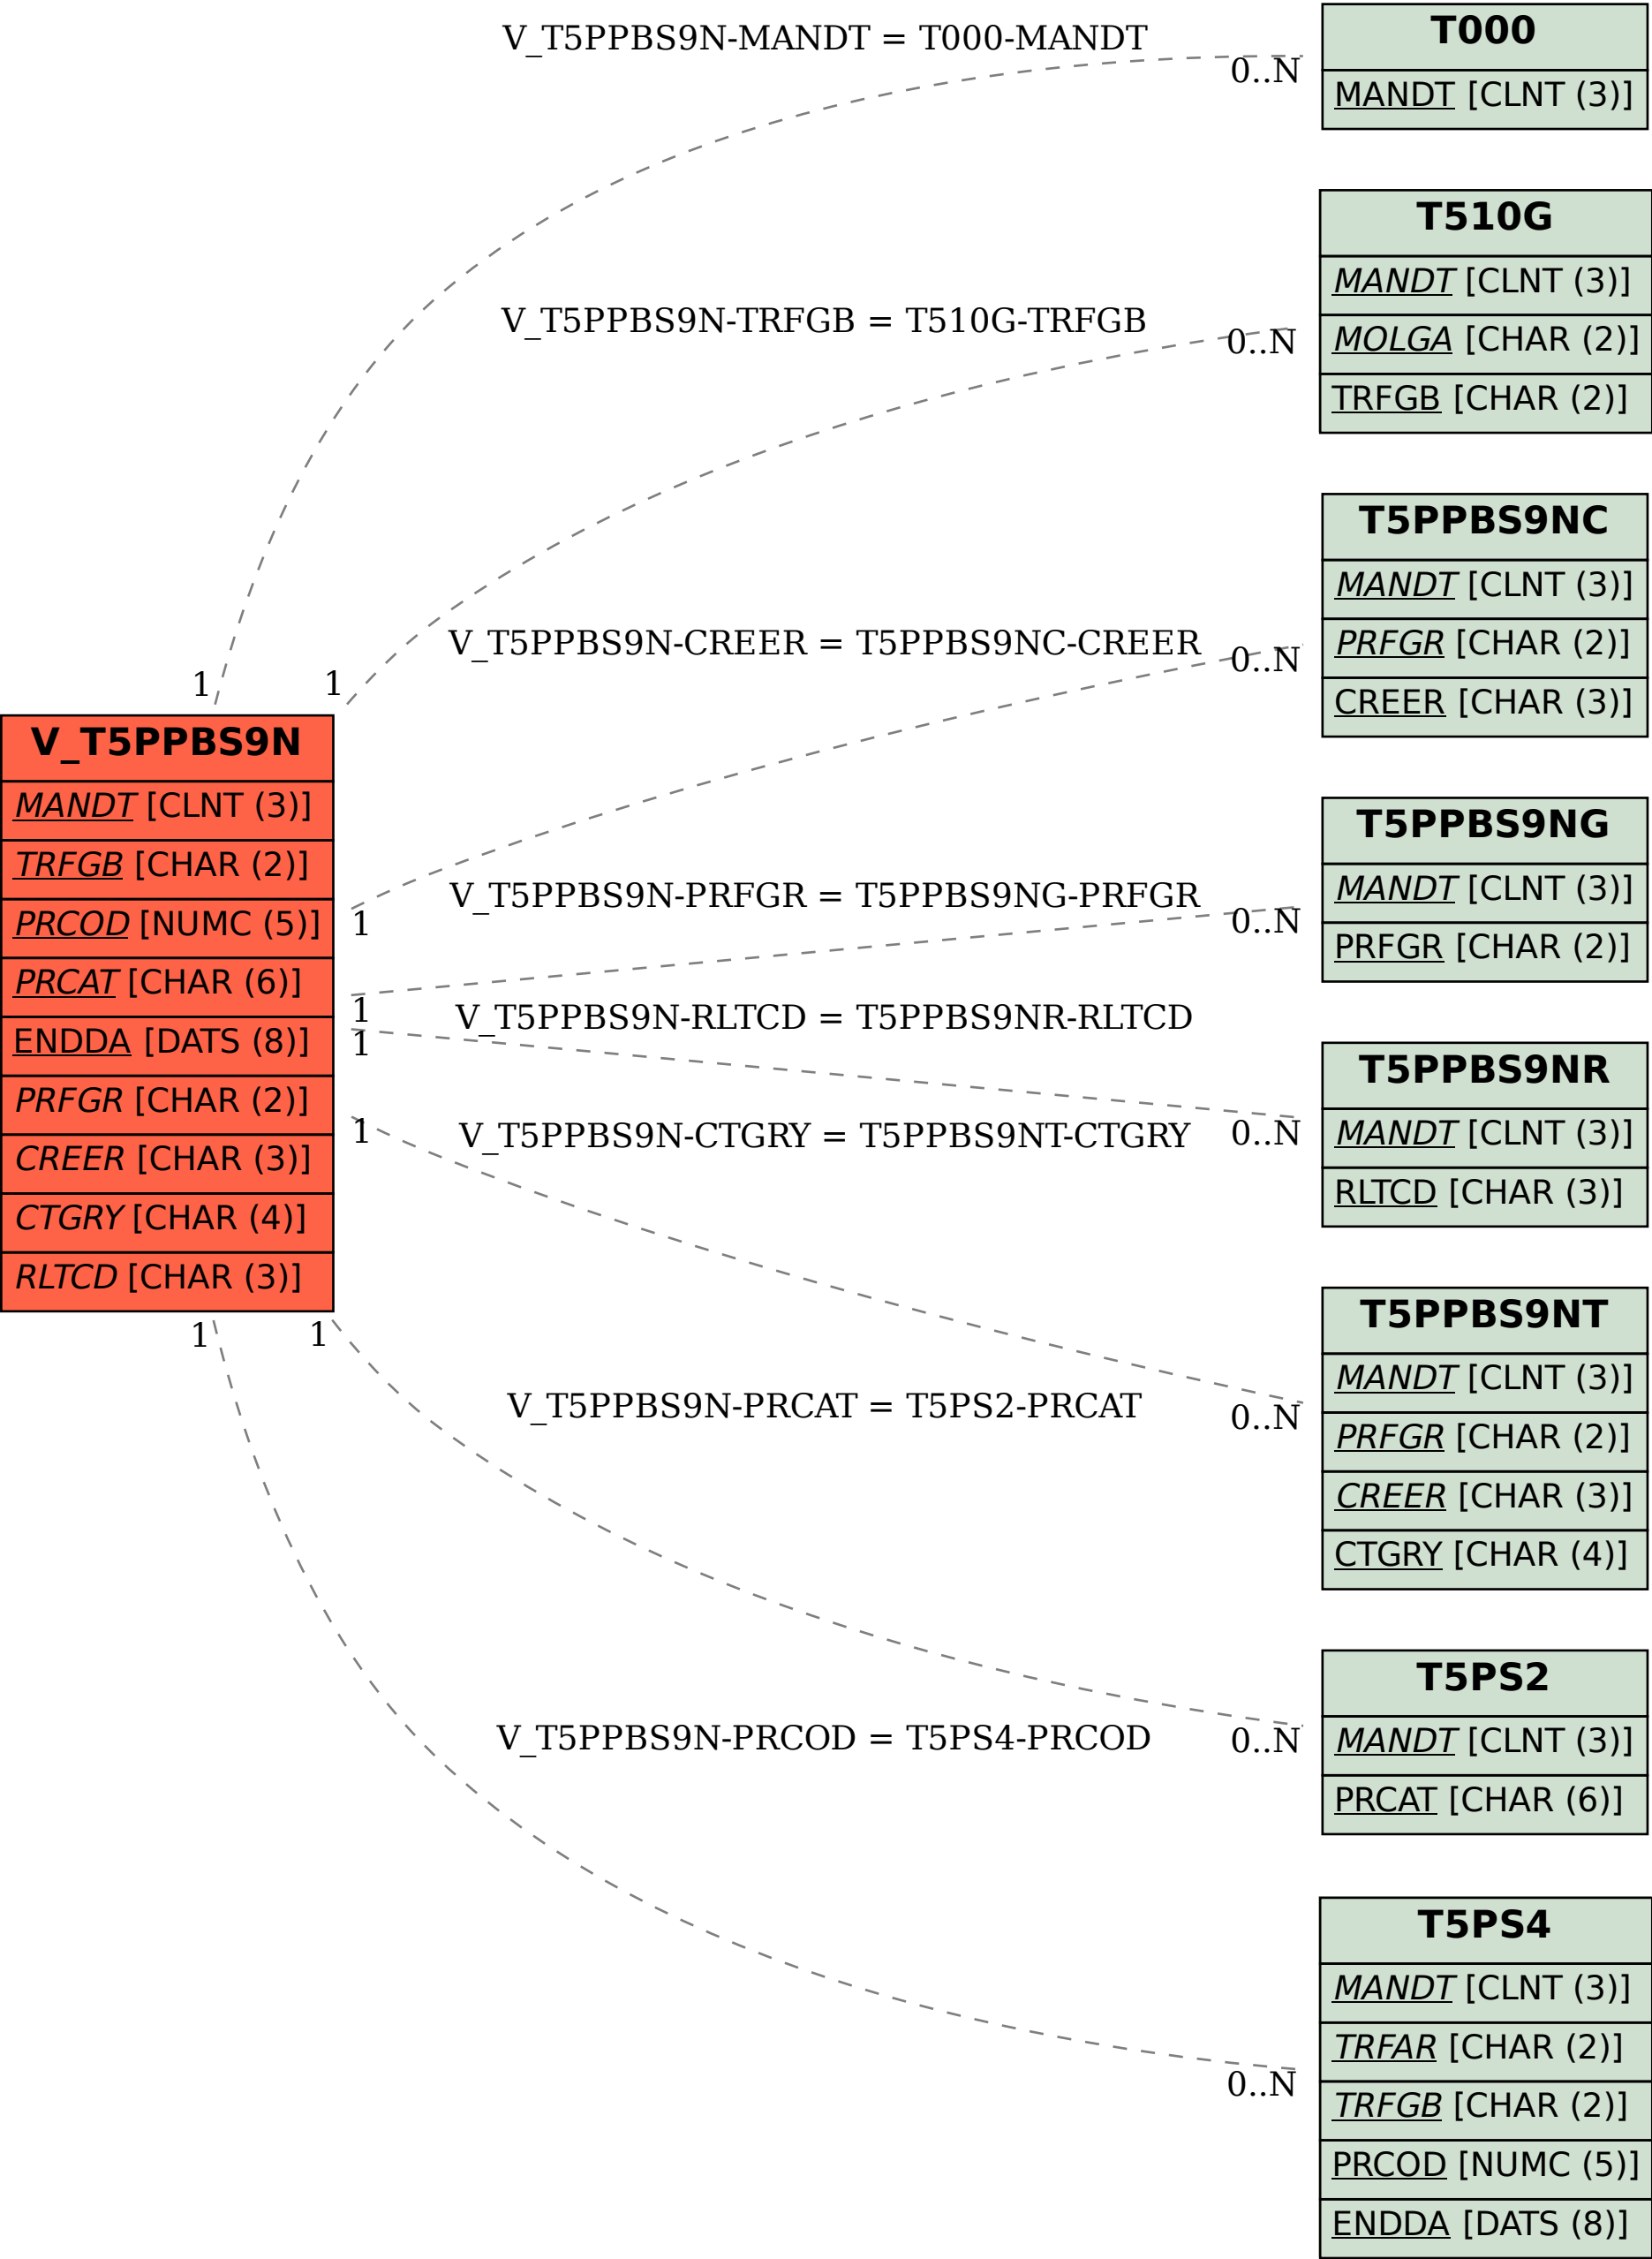 V_T5PPBS9N-MANDT = T000-MANDT
0..N
1
V_T5PPBS9N-TRFGB = T510G-TRFGB
0..N
1
V_T5PPBS9N-CREER = T5PPBS9NC-CREER
0..N
1
V_T5PPBS9N-PRFGR = T5PPBS9NG-PRFGR
0..N
1
V_T5PPBS9N-RLTCD = T5PPBS9NR-RLTCD
0..N
1
V_T5PPBS9N-CTGRY = T5PPBS9NT-CTGRY
0..N
1
V_T5PPBS9N-PRCAT = T5PS2-PRCAT
0..N
1
V_T5PPBS9N-PRCOD = T5PS4-PRCOD
0..N
1
V_T5PPBS9N
MANDT [CLNT (3)]
TRFGB [CHAR (2)]
PRCOD [NUMC (5)]
PRCAT [CHAR (6)]
ENDDA [DATS (8)]
PRFGR [CHAR (2)]
CREER [CHAR (3)]
CTGRY [CHAR (4)]
RLTCD [CHAR (3)]
T000
MANDT [CLNT (3)]
T510G
MANDT [CLNT (3)]
MOLGA [CHAR (2)]
TRFGB [CHAR (2)]
T5PPBS9NC
MANDT [CLNT (3)]
PRFGR [CHAR (2)]
CREER [CHAR (3)]
T5PPBS9NG
MANDT [CLNT (3)]
PRFGR [CHAR (2)]
T5PPBS9NR
MANDT [CLNT (3)]
RLTCD [CHAR (3)]
T5PPBS9NT
MANDT [CLNT (3)]
PRFGR [CHAR (2)]
CREER [CHAR (3)]
CTGRY [CHAR (4)]
T5PS2
MANDT [CLNT (3)]
PRCAT [CHAR (6)]
T5PS4
MANDT [CLNT (3)]
TRFAR [CHAR (2)]
TRFGB [CHAR (2)]
PRCOD [NUMC (5)]
ENDDA [DATS (8)]